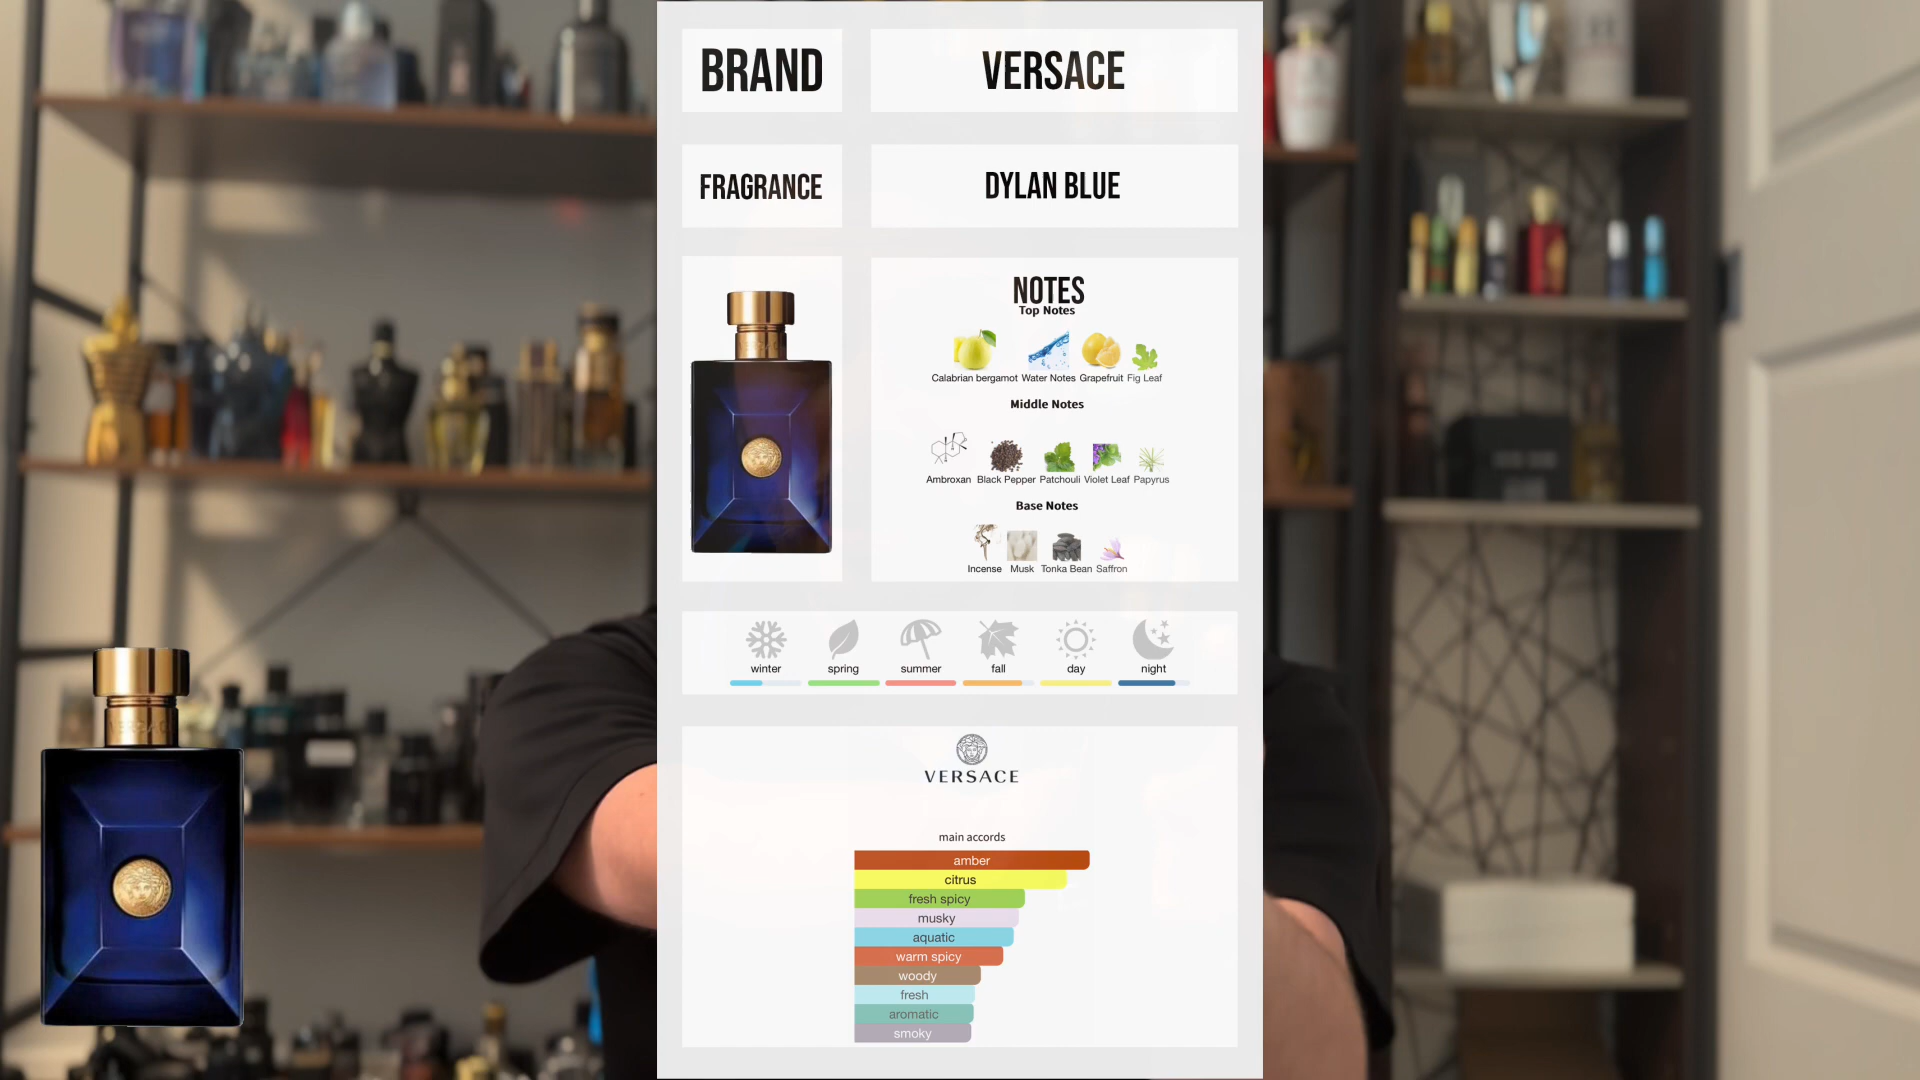 BRAND
VERSACE
FRAGRANCE
DYLAN BLUE
NOTES
Top Notes
Calabrian bergamot Water Notes Grapefruit Fig Leaf
Middle Notes
Ambroxan Black Pepper Patchouli Violet Leaf Papyrus
Base Notes
Incense Musk Tonka Bean Saffron
winter spring summer fall day night
VERSACE
main accords
amber
citrus
fresh spicy
musky
aquatic
warm spicy
woody
fresh
aromatic
smoky